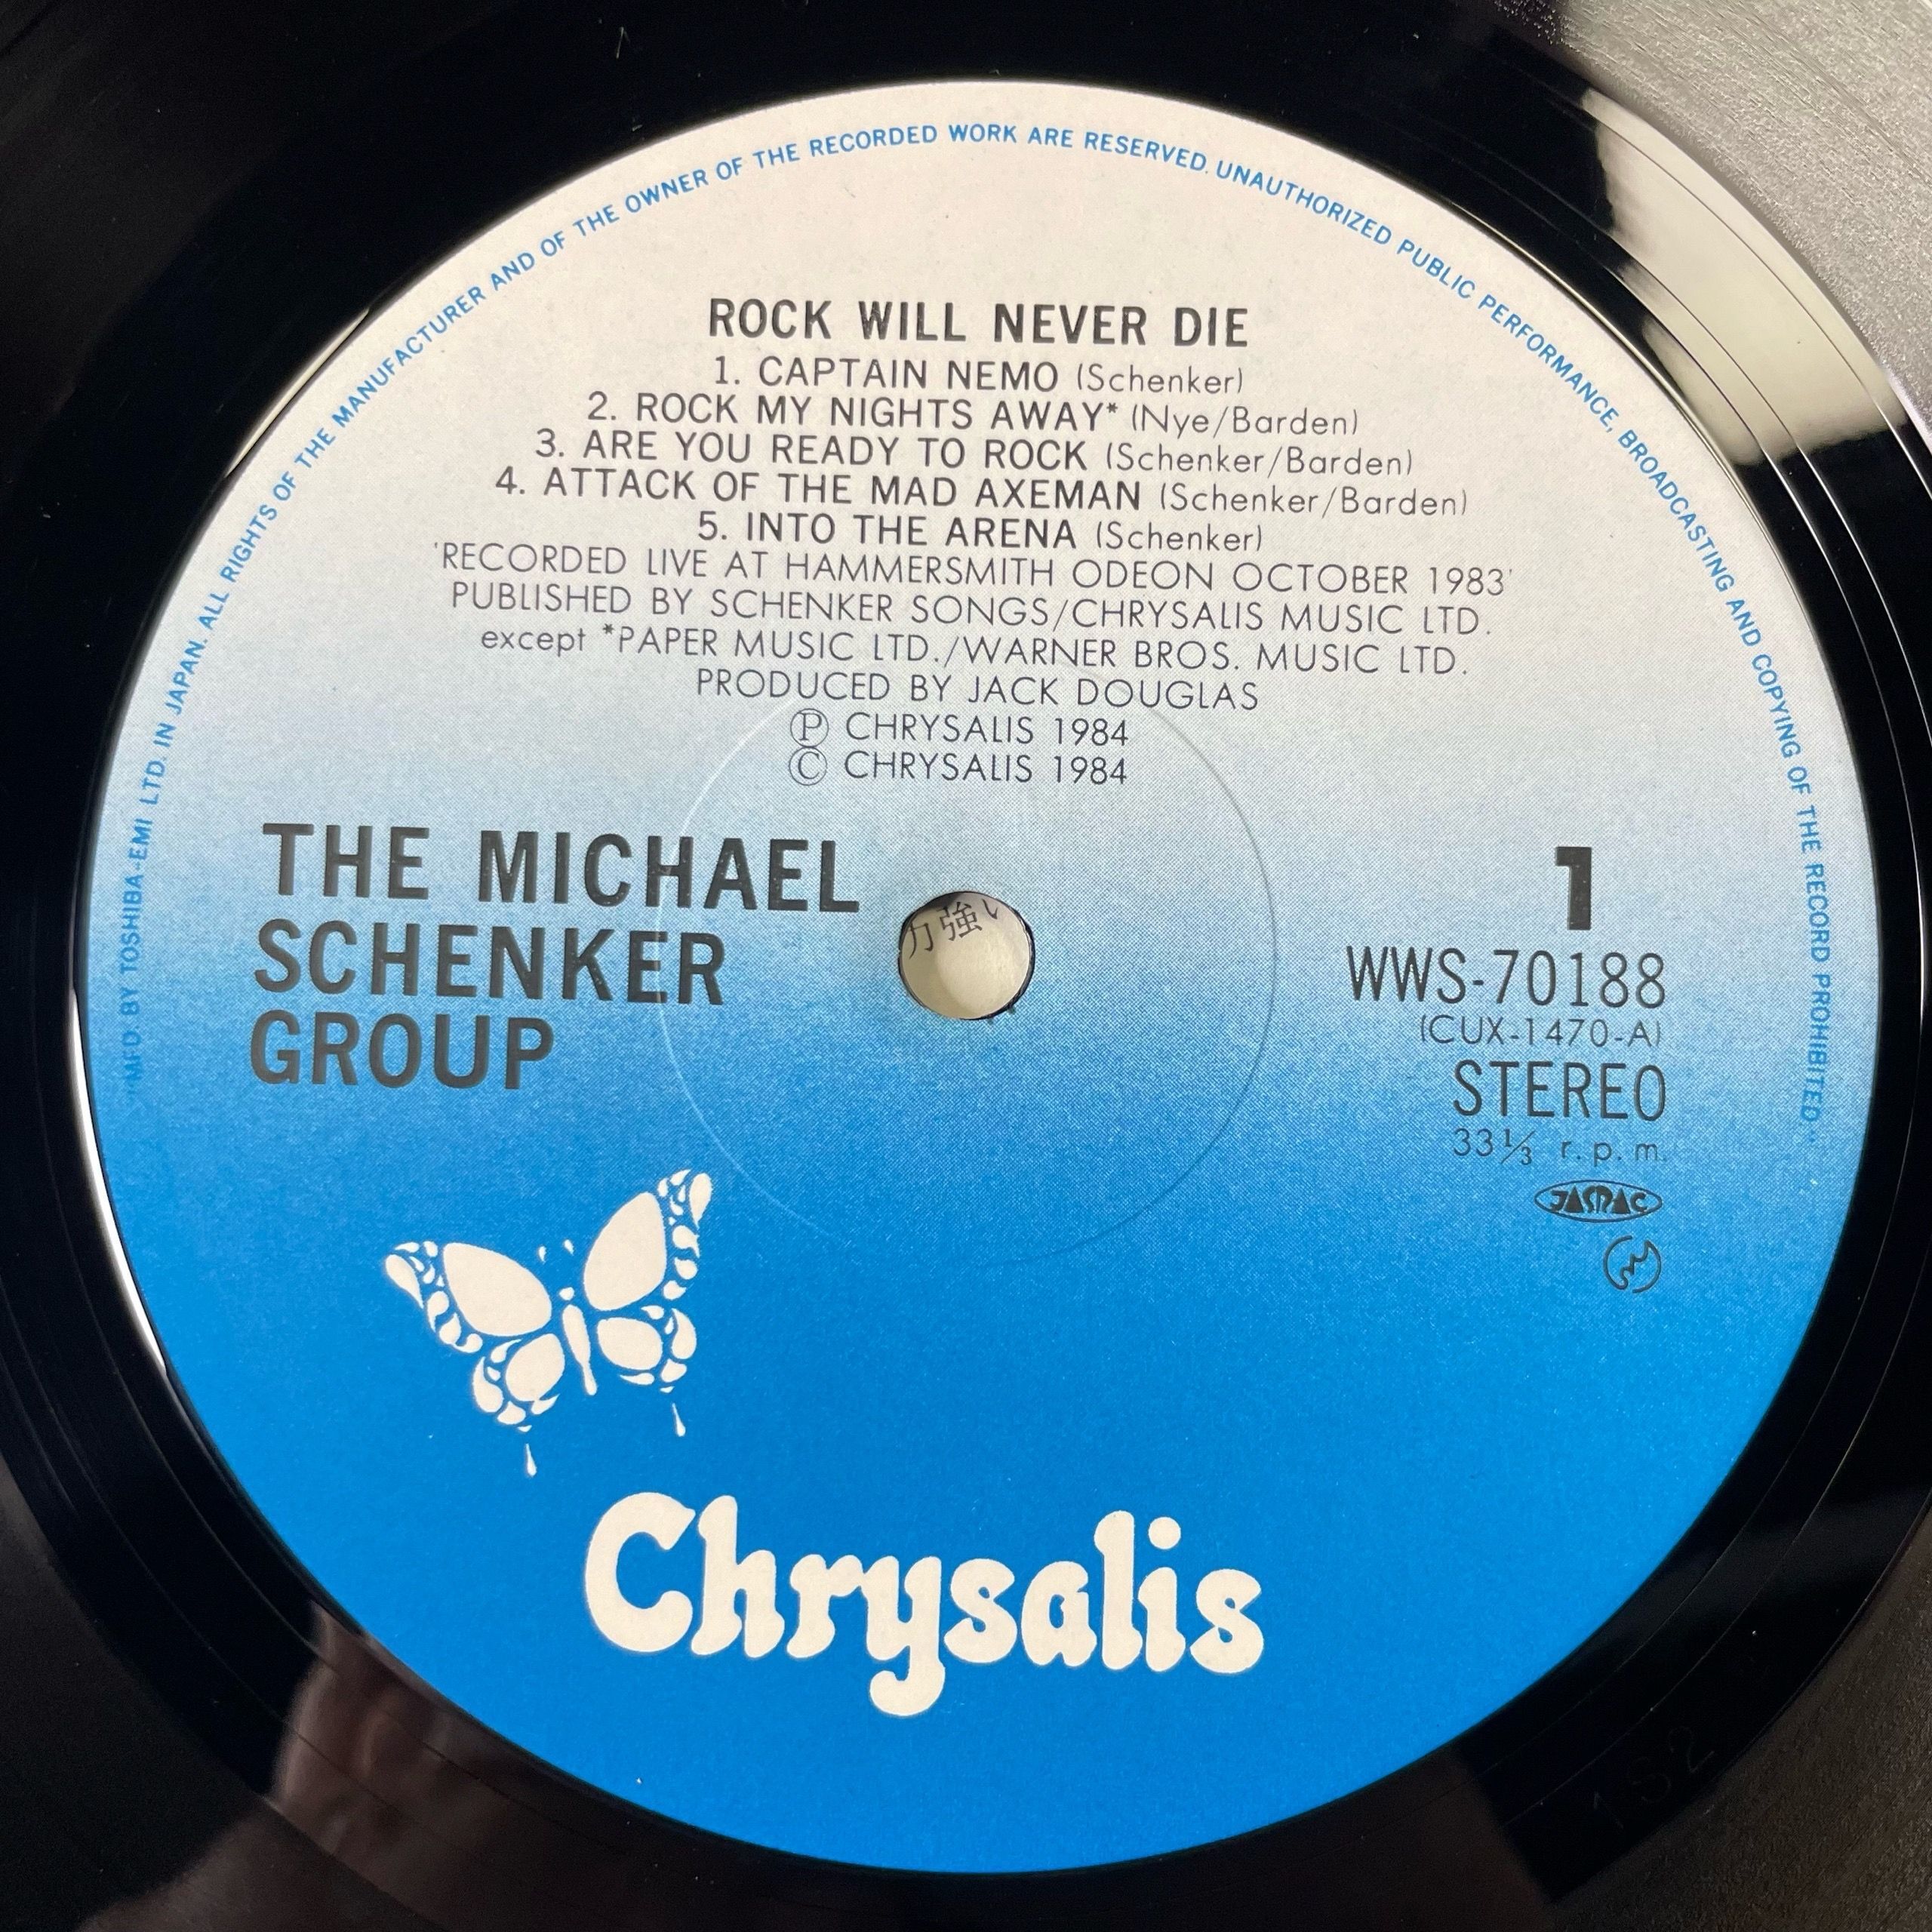 "MFD. BY TOSHIBA-EMI LTD. IN JAPAN. ALL RIGHTS OF THE MANUFACTURER AND OF THE OWNER OF THE RECORDED WORK ARE RESERVED. UNAUTHORIZED PUBLIC PERFORMANCE, BROADCASTING AND COPYING OF THE RECORD PROHIBITED."
ROCK WILL NEVER DIE
1. CAPTAIN NEMO (Schenker)
2. ROCK MY NIGHTS AWAY* (Nye/Barden)
3. ARE YOU READY TO ROCK (Schenker/Barden)
4. ATTACK OF THE MAD AXEMAN (Schenker/Barden)
5. INTO THE ARENA (Schenker)
'RECORDED LIVE AT HAMMERSMITH ODEON OCTOBER 1983'
PUBLISHED BY SCHENKER SONGS/CHRYSALIS MUSIC LTD.
except *PAPER MUSIC LTD./WARNER BROS. MUSIC LTD.
PRODUCED BY JACK DOUGLAS
Ⓟ CHRYSALIS 1984
© CHRYSALIS 1984
THE MICHAEL
SCHENKER
GROUP
力強い
1
WWS-70188
(CUX-1470-A)
STEREO
33⅓ r.p.m.
JASRAC
Chrysalis